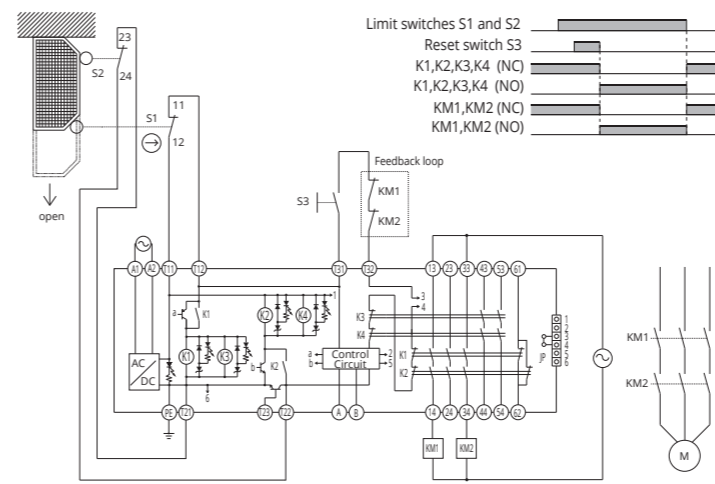 Limit switches S1 and S2
Reset switch S3
K1,K2,K3,K4 (NC)
K1,K2,K3,K4 (NO)
KM1,KM2 (NC)
KM1,KM2 (NO)
23
S2
24
11
S1
12
open
Feedback loop
S3
KM1
KM2
A1 A2 T11 T12 T31 T32 13 23 33 43 53 61
a K1
K2 K4 1
3
4
K3
K4
1
2
3
4
5
6
JP
K1 K3
AC
DC
b K2
6
a
b
Control
Circuit
2
5
K1
K2
PE T21 T23 T22 A B 14 24 34 44 54 62
KM1 KM2
KM1
KM2
M